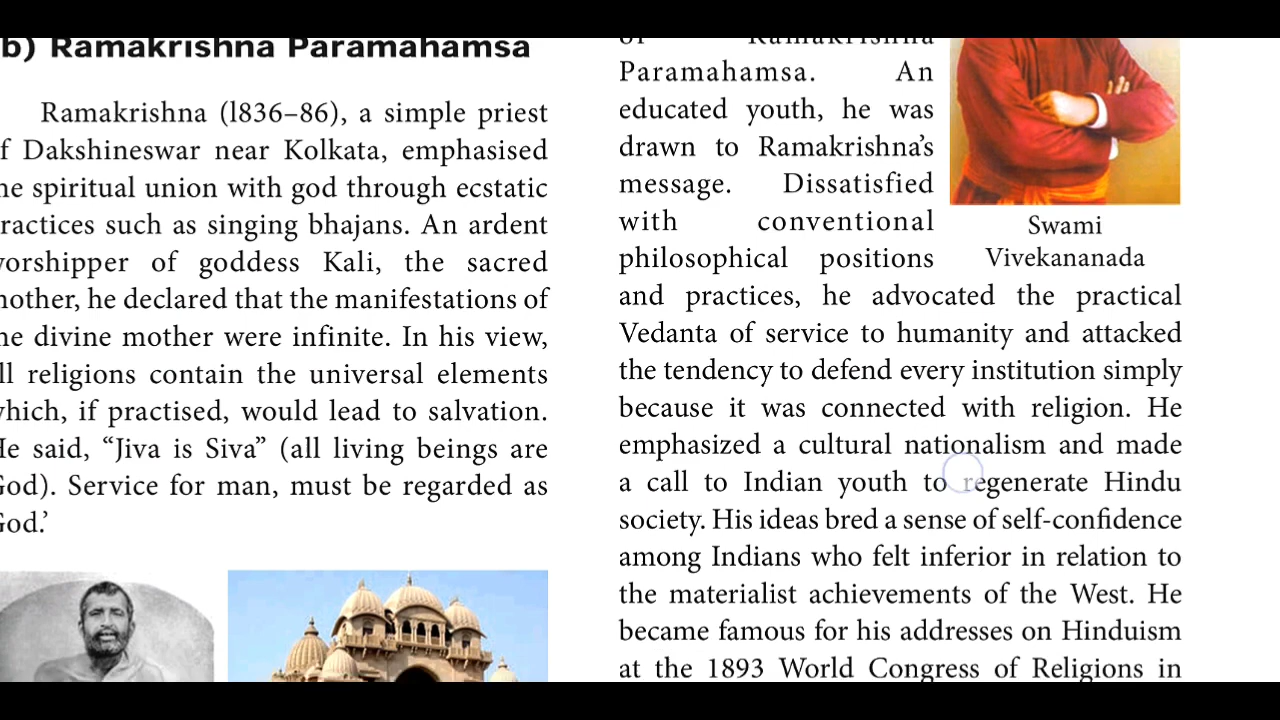 b) Ramakrishna Paramahamsa
Ramakrishna (l836–86), a simple priest
f Dakshineswar near Kolkata, emphasised
he spiritual union with god through ecstatic
ractices such as singing bhajans. An ardent
worshipper of goddess Kali, the sacred
mother, he declared that the manifestations of
he divine mother were infinite. In his view,
ll religions contain the universal elements
which, if practised, would lead to salvation.
He said, “Jiva is Siva” (all living beings are
God). Service for man, must be regarded as
God.’
of Ramakrishna
Paramahamsa. An
educated youth, he was
drawn to Ramakrishna’s
message. Dissatisfied
with conventional
philosophical positions
and practices, he advocated the practical
Vedanta of service to humanity and attacked
the tendency to defend every institution simply
because it was connected with religion. He
emphasized a cultural nationalism and made
a call to Indian youth to regenerate Hindu
society. His ideas bred a sense of self-confidence
among Indians who felt inferior in relation to
the materialist achievements of the West. He
became famous for his addresses on Hinduism
at the 1893 World Congress of Religions in
Swami
Vivekananada